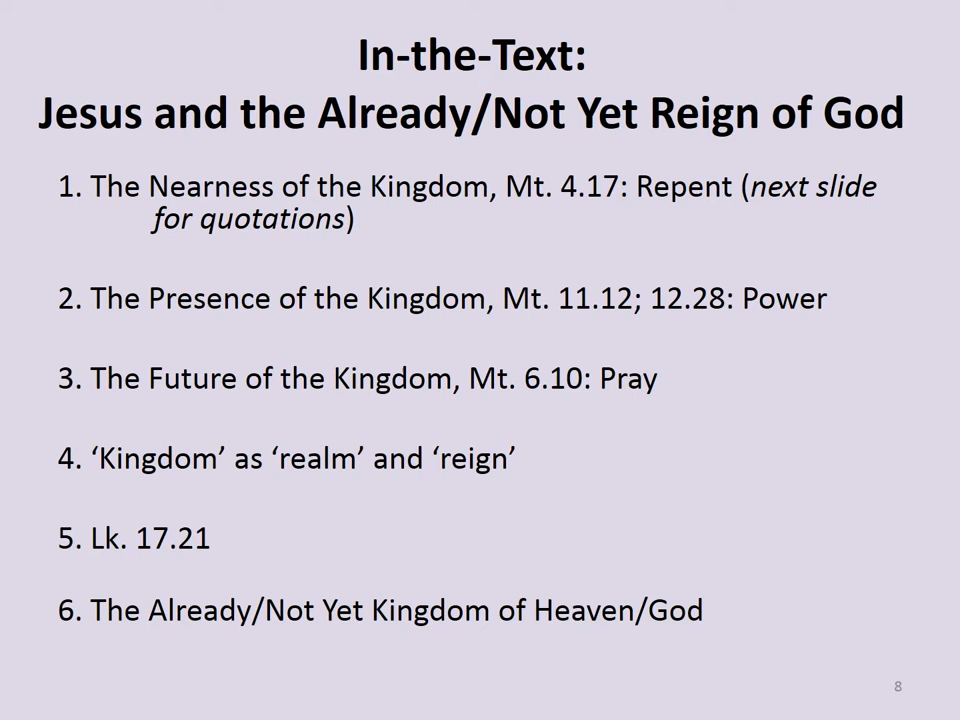 In-the-Text:
Jesus and the Already/Not Yet Reign of God
1. The Nearness of the Kingdom, Mt. 4.17: Repent (next slide
for quotations)
2. The Presence of the Kingdom, Mt. 11.12; 12.28: Power
3. The Future of the Kingdom, Mt. 6.10: Pray
4. ‘Kingdom’ as ‘realm’ and ‘reign’
5. Lk. 17.21
6. The Already/Not Yet Kingdom of Heaven/God
8